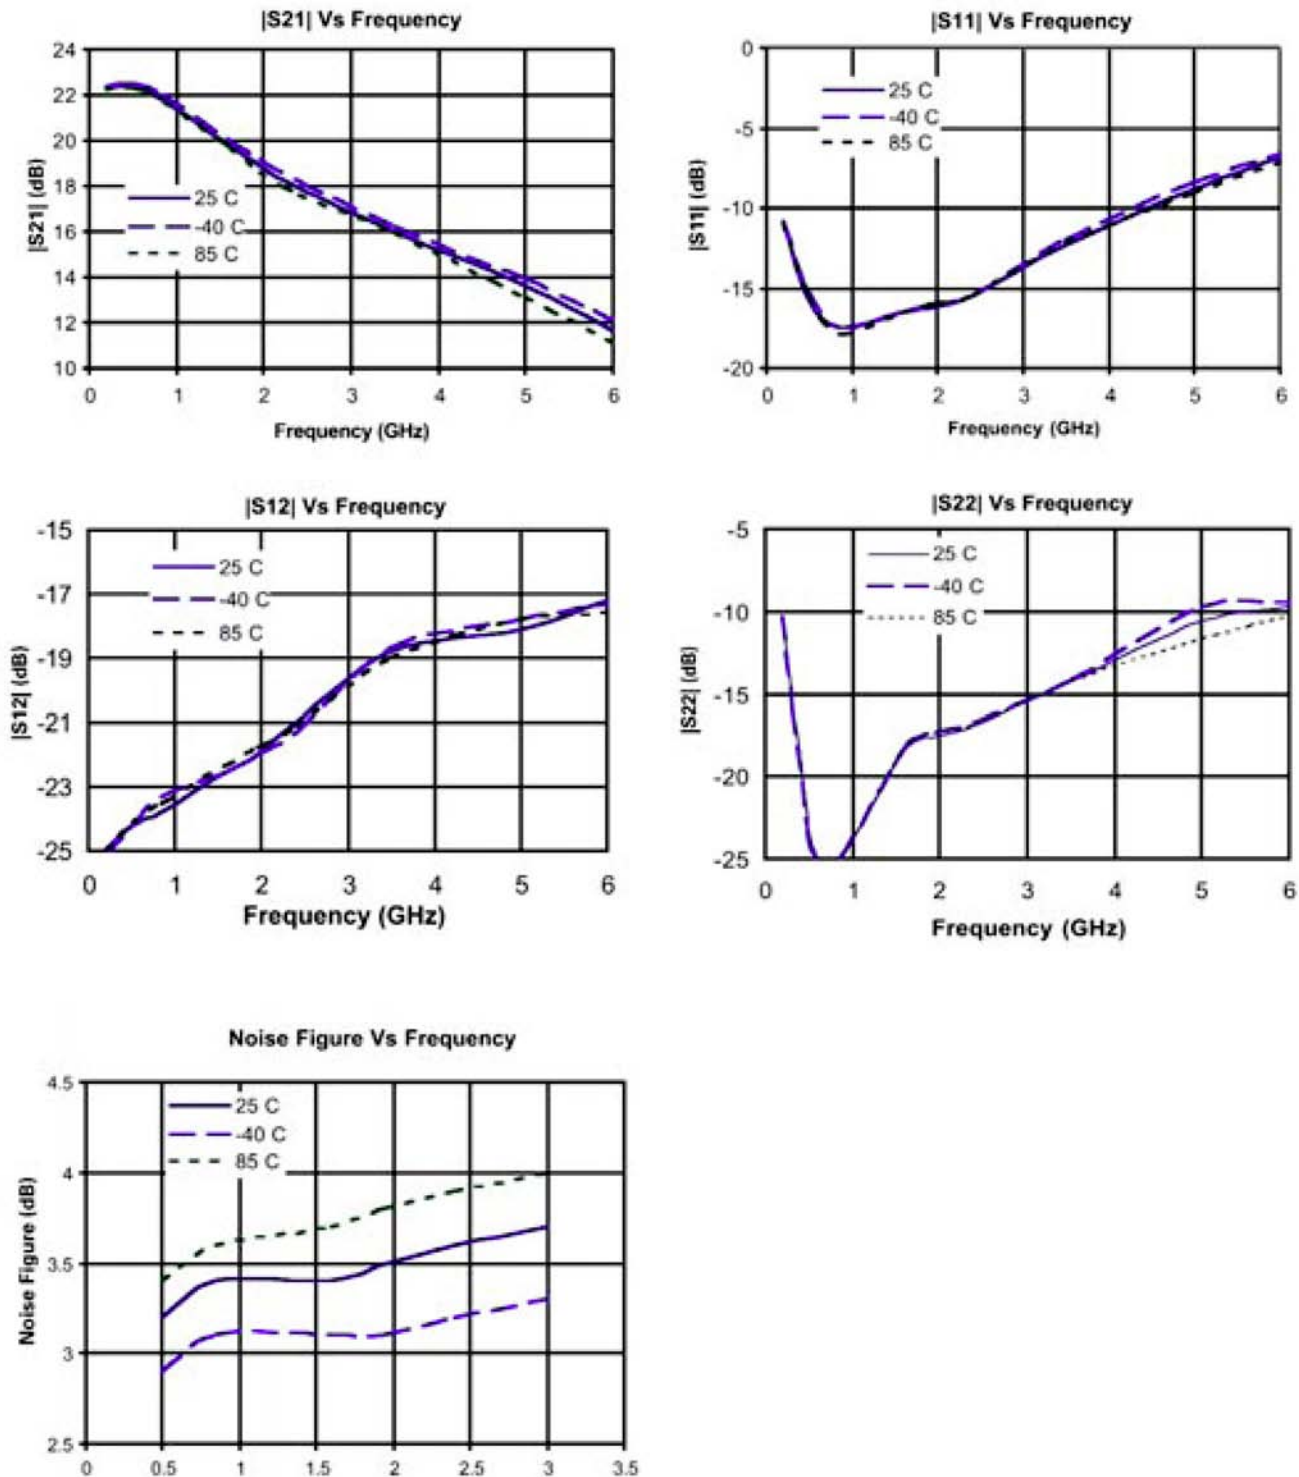 |S21| Vs Frequency
24
22
20
18
16
14
12
10
|S21| (dB)
25 C
-40 C
85 C
0 1 2 3 4 5 6
Frequency (GHz)
|S11| Vs Frequency
0
-5
-10
-15
-20
|S11| (dB)
25 C
-40 C
85 C
0 1 2 3 4 5 6
Frequency (GHz)
|S12| Vs Frequency
-15
-17
-19
-21
-23
-25
|S12| (dB)
25 C
-40 C
85 C
0 1 2 3 4 5 6
Frequency (GHz)
|S22| Vs Frequency
-5
-10
-15
-20
-25
|S22| (dB)
25 C
-40 C
85 C
0 1 2 3 4 5 6
Frequency (GHz)
Noise Figure Vs Frequency
4.5
4
3.5
3
2.5
Noise Figure (dB)
25 C
-40 C
85 C
0 0.5 1 1.5 2 2.5 3 3.5